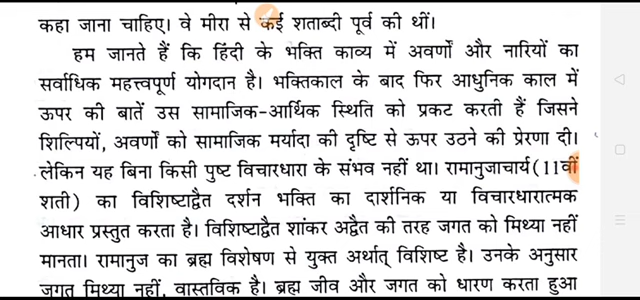 कहा जाना चाहिए। वे मीरा से कई शताब्दी पूर्व की थीं।
हम जानते हैं कि हिंदी के भक्ति काव्य में अवर्णों और नारियों का
सर्वाधिक महत्त्वपूर्ण योगदान है। भक्तिकाल के बाद फिर आधुनिक काल में
ऊपर की बातें उस सामाजिक-आर्थिक स्थिति को प्रकट करती हैं जिसने
शिल्पियों, अवर्णों को सामाजिक मर्यादा की दृष्टि से ऊपर उठने की प्रेरणा दी।
लेकिन यह बिना किसी पुष्ट विचारधारा के संभव नहीं था। रामानुजाचार्य (11वीं
शती) का विशिष्टाद्वैत दर्शन भक्ति का दार्शनिक या विचारधारात्मक
आधार प्रस्तुत करता है। विशिष्टाद्वैत शांकर अद्वैत की तरह जगत को मिथ्या नहीं
मानता। रामानुज का ब्रह्म विशेषण से युक्त अर्थात् विशिष्ट है। उनके अनुसार
जगत मिथ्या नहीं, वास्तविक है। ब्रह्म जीव और जगत को धारण करता हुआ